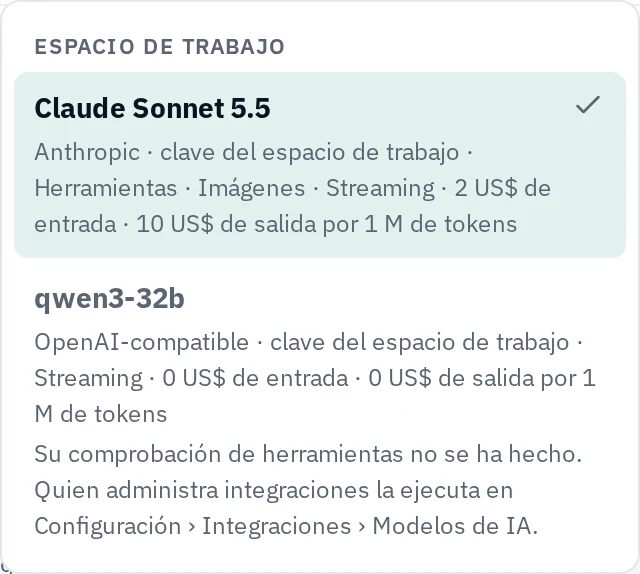 ESPACIO DE TRABAJO
Claude Sonnet 5.5
Anthropic · clave del espacio de trabajo ·
Herramientas · Imágenes · Streaming · 2 US$ de
entrada · 10 US$ de salida por 1 M de tokens
qwen3-32b
OpenAI-compatible · clave del espacio de trabajo ·
Streaming · 0 US$ de entrada · 0 US$ de salida por 1
M de tokens
Su comprobación de herramientas no se ha hecho.
Quien administra integraciones la ejecuta en
Configuración › Integraciones › Modelos de IA.